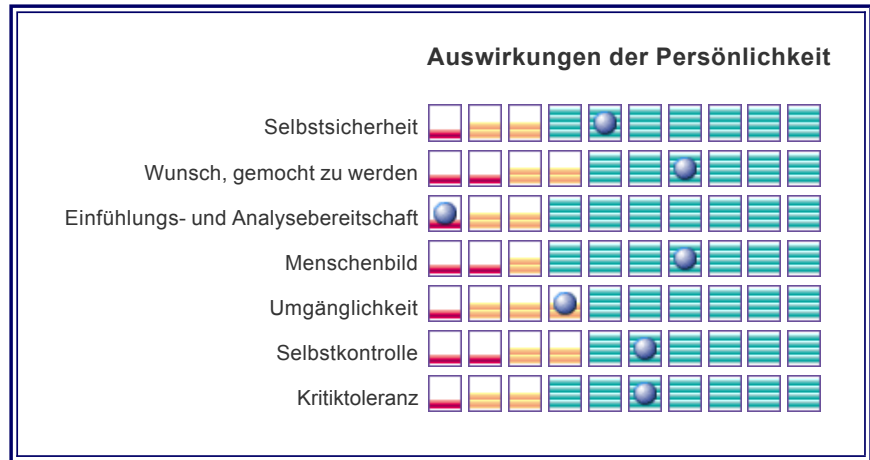 Auswirkungen der Persönlichkeit
Selbstsicherheit
Wunsch, gemocht zu werden
Einfühlungs- und Analysebereitschaft
Menschenbild
Umgänglichkeit
Selbstkontrolle
Kritiktoleranz